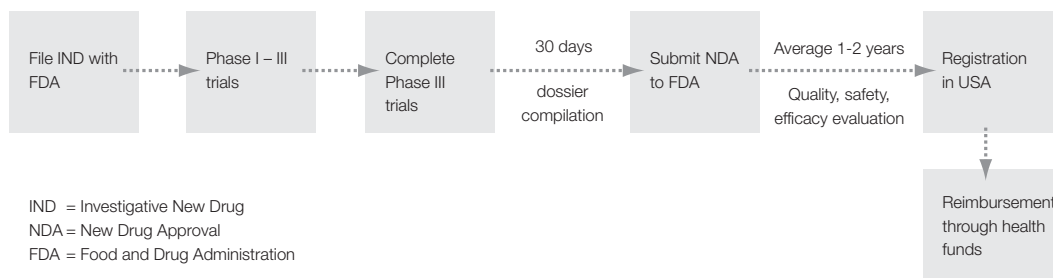 File IND with
FDA
Phase I – III
trials
Complete
Phase III
trials
30 days
dossier
compilation
Submit NDA
to FDA
Average 1-2 years
Quality, safety,
efficacy evaluation
Registration
in USA
Reimbursement
through health
funds
IND = Investigative New Drug
NDA = New Drug Approval
FDA = Food and Drug Administration